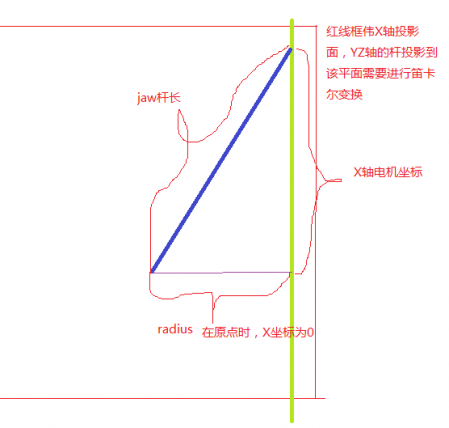 红线框伟X轴投影
面，YZ轴的杆投影到
该平面需要进行笛卡
尔变换
jaw杆长
X轴电机坐标
radius
在原点时，X坐标为0